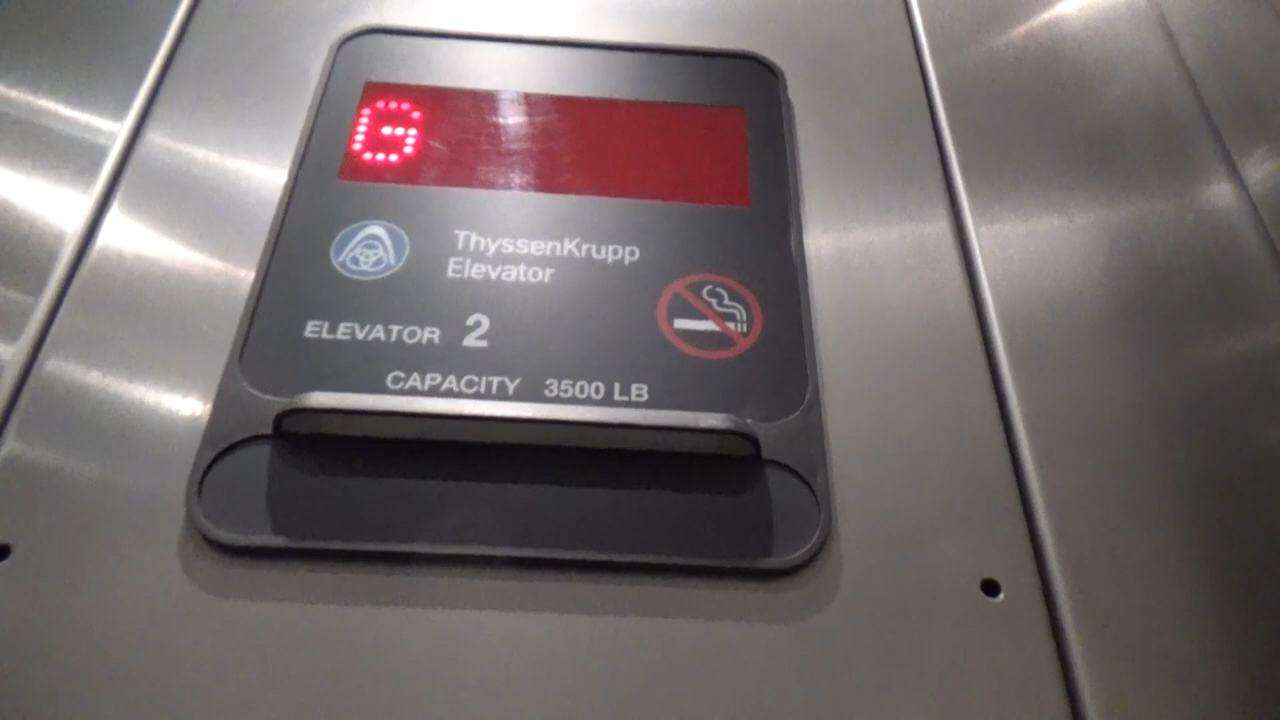 G
ThyssenKrupp
Elevator
ELEVATOR 2
CAPACITY 3500 LB